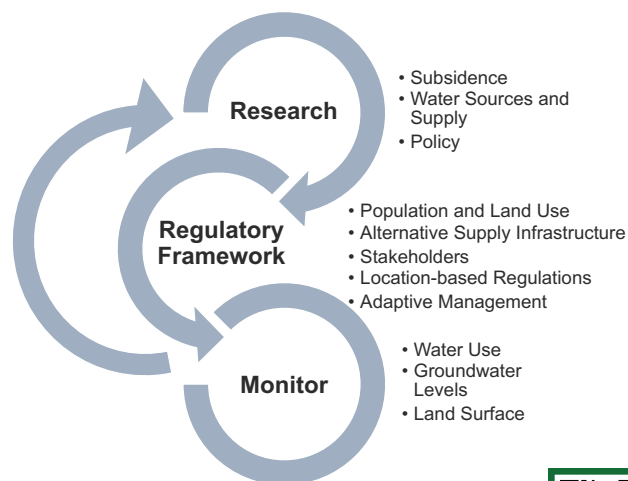 Research
• Subsidence
• Water Sources and
Supply
• Policy
Regulatory
Framework
• Population and Land Use
• Alternative Supply Infrastructure
• Stakeholders
• Location-based Regulations
• Adaptive Management
Monitor
• Water Use
• Groundwater
Levels
• Land Surface